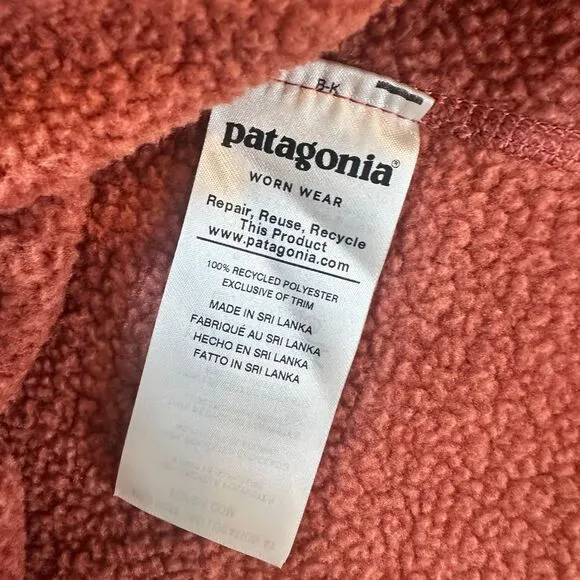 8-K
patagonia®
WORN WEAR
Repair, Reuse, Recycle
This Product
www.patagonia.com
100% RECYCLED POLYESTER
EXCLUSIVE OF TRIM
MADE IN SRI LANKA
FABRIQUÉ AU SRI LANKA
HECHO EN SRI LANKA
FATTO IN SRI LANKA